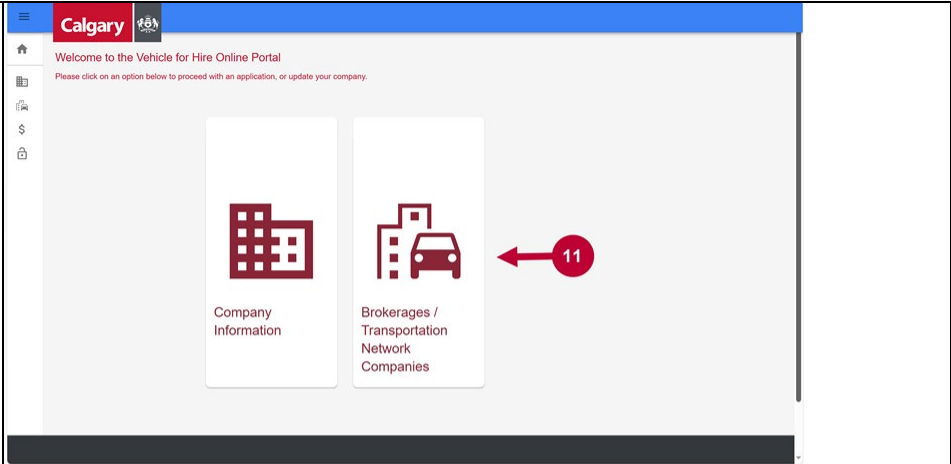 Calgary
Welcome to the Vehicle for Hire Online Portal
Please click on an option below to proceed with an application, or update your company.
Company
Information
Brokerages /
Transportation
Network
Companies
11